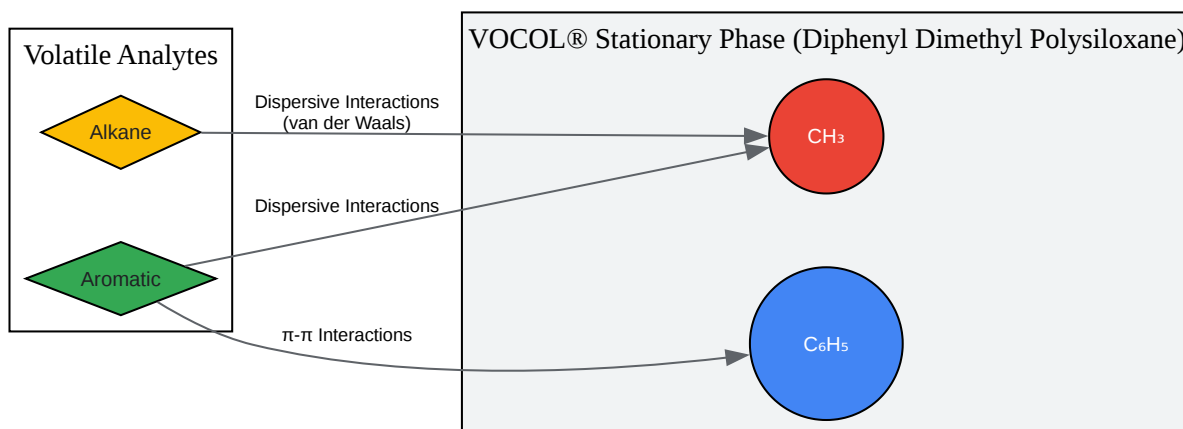 Volatile Analytes
Alkane
Aromatic
Dispersive Interactions
(van der Waals)
Dispersive Interactions
π-π Interactions
VOCOL® Stationary Phase (Diphenyl Dimethyl Polysiloxane)
CH₃
C₆H₅